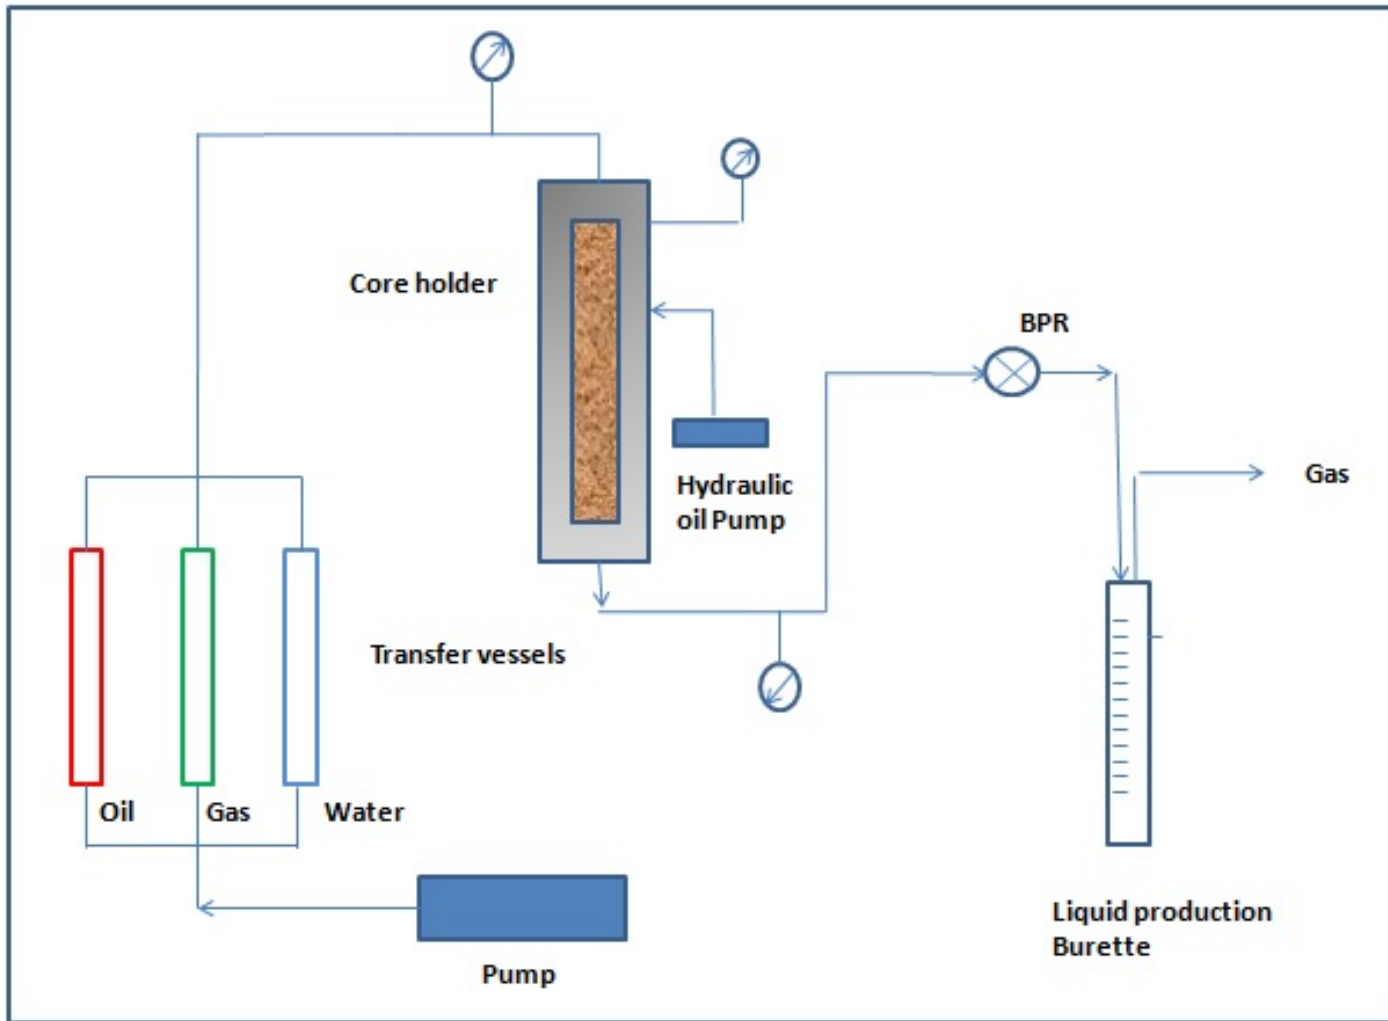 Core holder
BPR
Gas
Hydraulic
oil Pump
Transfer vessels
Oil
Gas
Water
Liquid production
Burette
Pump